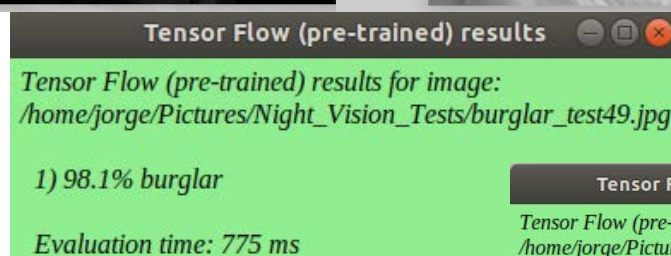 Tensor Flow (pre-trained) results
Tensor Flow (pre-trained) results for image:
/home/jorge/Pictures/Night_Vision_Tests/burglar_test49.jpg
1) 98.1% burglar
Evaluation time: 775 ms
Tensor F
Tensor Flow (pre-
/home/jorge/Pictu